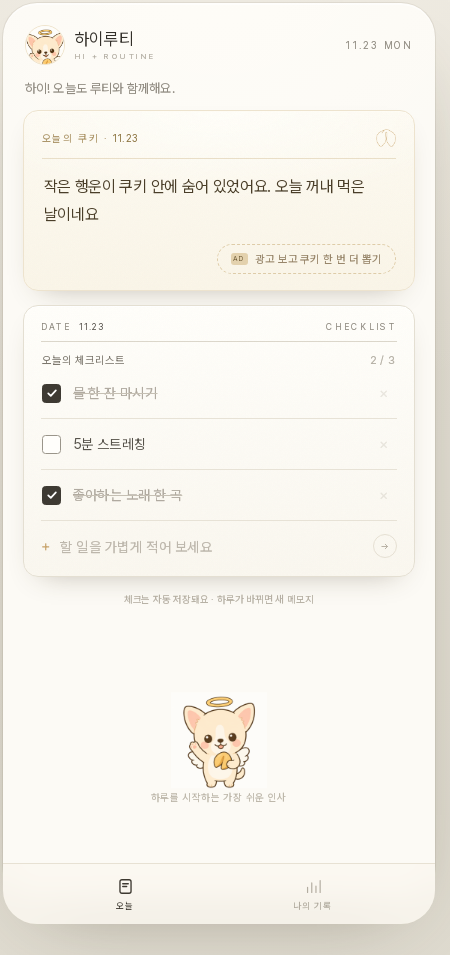 하이루티
HI + ROUTINE
11.23 MON
하이! 오늘도 루티와 함께해요.
오늘의 쿠키 · 11.23
작은 행운이 쿠키 안에 숨어 있었어요. 오늘 꺼내 먹은
날이네요
AD 광고 보고 쿠키 한 번 더 뽑기
DATE 11.23 CHECKLIST
오늘의 체크리스트 2 / 3
물 한 잔 마시기 ×
5분 스트레칭 ×
좋아하는 노래 한 곡 ×
+ 할 일을 가볍게 적어 보세요 →
체크는 자동 저장돼요 · 하루가 바뀌면 새 메모지
하루를 시작하는 가장 쉬운 인사
오늘 나의 기록